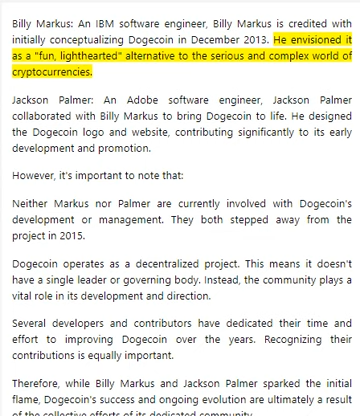 Billy Markus: An IBM software engineer, Billy Markus is credited with
initially conceptualizing Dogecoin in December 2013. He envisioned it
as a "fun, lighthearted" alternative to the serious and complex world of
cryptocurrencies.
Jackson Palmer: An Adobe software engineer, Jackson Palmer
collaborated with Billy Markus to bring Dogecoin to life. He designed
the Dogecoin logo and website, contributing significantly to its early
development and promotion.
However, it's important to note that:
Neither Markus nor Palmer are currently involved with Dogecoin's
development or management. They both stepped away from the
project in 2015.
Dogecoin operates as a decentralized project. This means it doesn't
have a single leader or governing body. Instead, the community plays a
vital role in its development and direction.
Several developers and contributors have dedicated their time and
effort to improving Dogecoin over the years. Recognizing their
contributions is equally important.
Therefore, while Billy Markus and Jackson Palmer sparked the initial
flame, Dogecoin's success and ongoing evolution are ultimately a result
of the collective efforts of its dedicated community.